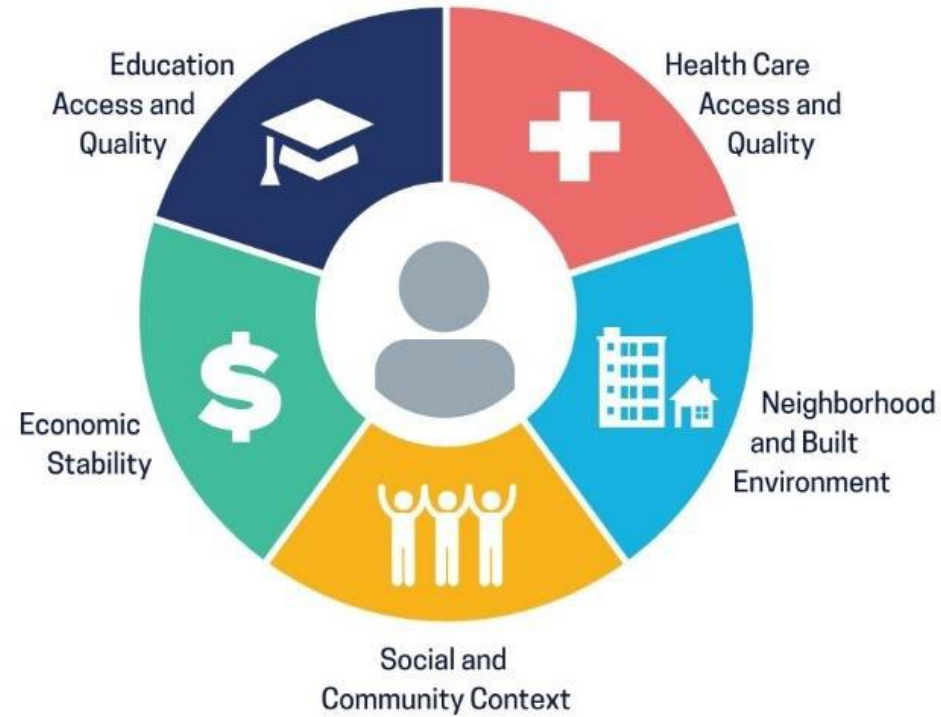 Education
Access and
Quality
Health Care
Access and
Quality
Economic
Stability
Neighborhood
and Built
Environment
Social and
Community Context